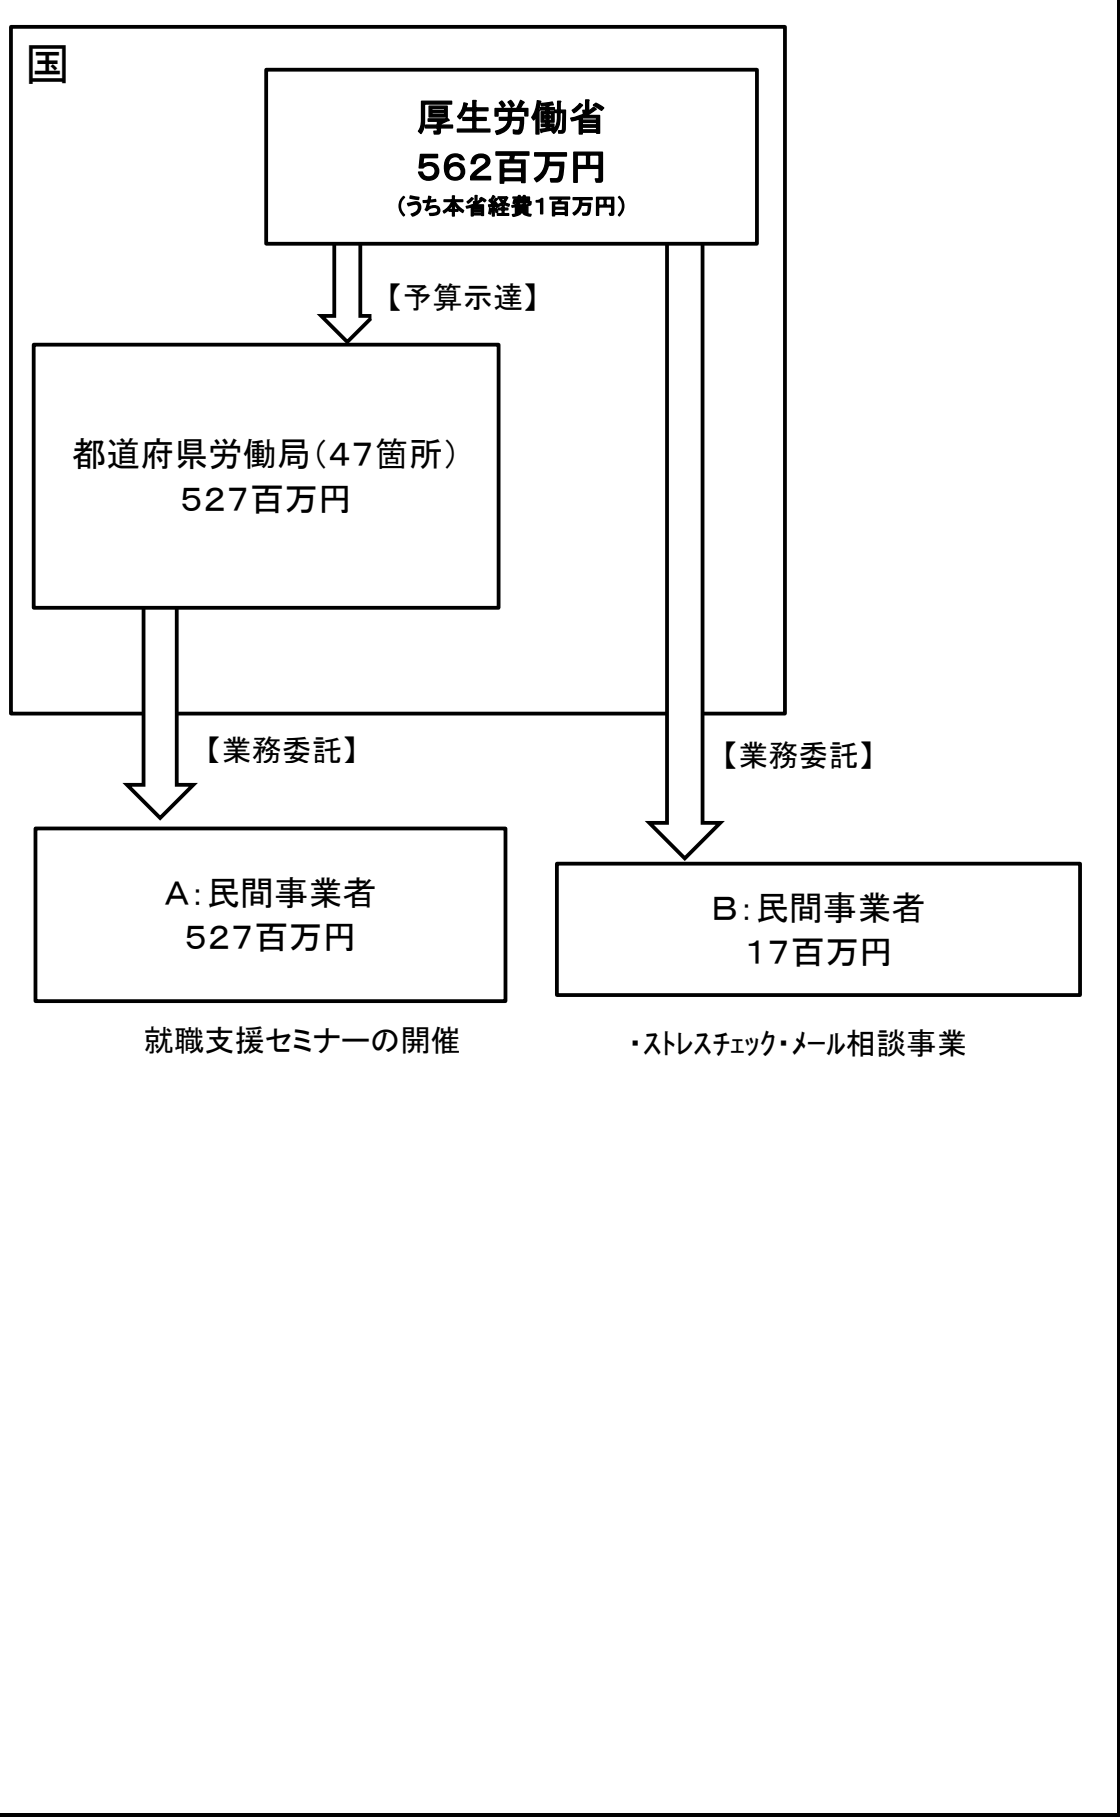 国
厚生労働省
562百万円
(うち本省経費1百万円)
【予算示達】
都道府県労働局(47箇所)
527百万円
【業務委託】
【業務委託】
A:民間事業者
527百万円
B:民間事業者
17百万円
就職支援セミナーの開催
・ストレスチェック・メール相談事業